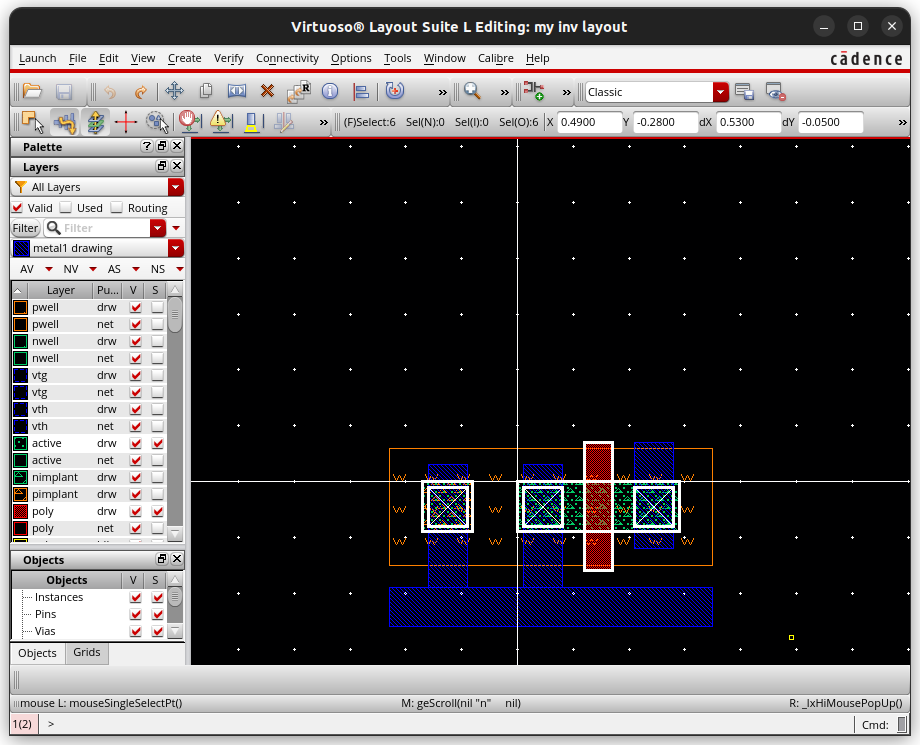 Virtuoso® Layout Suite L Editing: my inv layout
Launch File Edit View Create Verify Connectivity Options Tools Window Calibre Help cādence
» » » Classic
» (F)Select:6 Sel(N):0 Sel(I):0 Sel(O):6 X 0.4900 Y -0.2800 dX 0.5300 dY -0.0500 »
Palette ?
Layers
All Layers
Valid Used Routing
Filter Filter
metal1 drawing
AV NV AS NS
Layer Pu... V S
pwell drw
pwell net
nwell drw
nwell net
vtg drw
vtg net
vth drw
vth net
active drw
active net
nimplant drw
pimplant drw
poly drw
poly net
Objects
Objects V S
Instances
Pins
Vias
Objects Grids
mouse L: mouseSingleSelectPt() M: geScroll(nil "n" nil) R: _lxHiMousePopUp()
1(2) > Cmd: